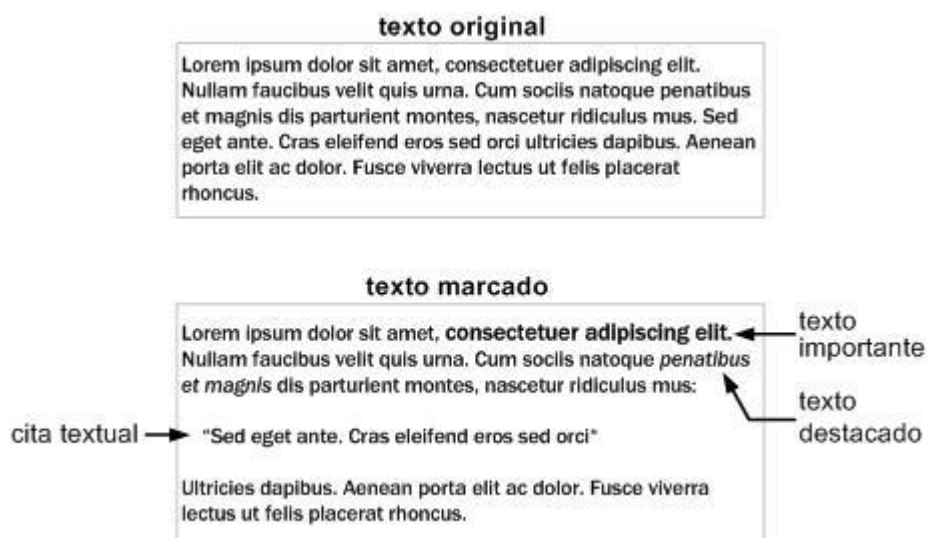 texto original
Lorem ipsum dolor sit amet, consectetuer adipiscing elit.
Nullam faucibus velit quis urna. Cum sociis natoque penatibus
et magnis dis parturient montes, nascetur ridiculus mus. Sed
eget ante. Cras eleifend eros sed orci ultricies dapibus. Aenean
porta elit ac dolor. Fusce viverra lectus ut felis placerat
rhoncus.
texto marcado
Lorem ipsum dolor sit amet, consectetuer adipiscing elit.
Nullam faucibus velit quis urna. Cum sociis natoque penatibus
et magnis dis parturient montes, nascetur ridiculus mus:
"Sed eget ante. Cras eleifend eros sed orci"
Ultricies dapibus. Aenean porta elit ac dolor. Fusce viverra
lectus ut felis placerat rhoncus.
texto
importante
texto
destacado
cita textual